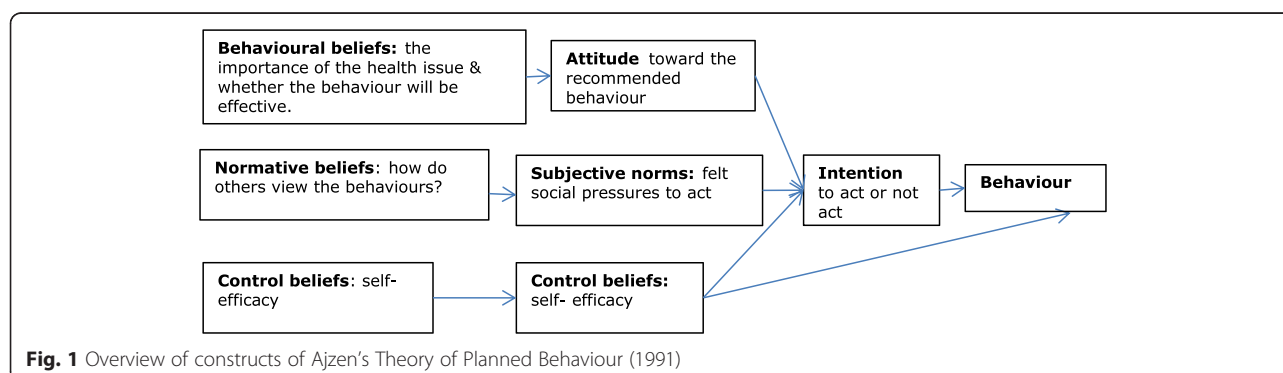 Behavioural beliefs: the
importance of the health issue &
whether the behaviour will be
effective.
Attitude toward the
recommended
behaviour
Normative beliefs: how do
others view the behaviours?
Subjective norms: felt
social pressures to act
Intention
to act or not
act
Behaviour
Control beliefs: self-
efficacy
Control beliefs:
self- efficacy
Fig. 1 Overview of constructs of Ajzen's Theory of Planned Behaviour (1991)